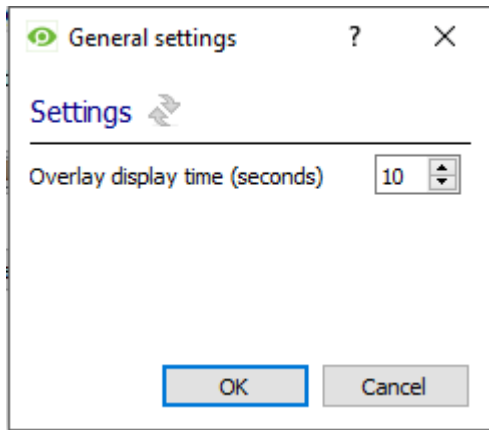 General settings ?
Settings
Overlay display time (seconds) 10
OK Cancel